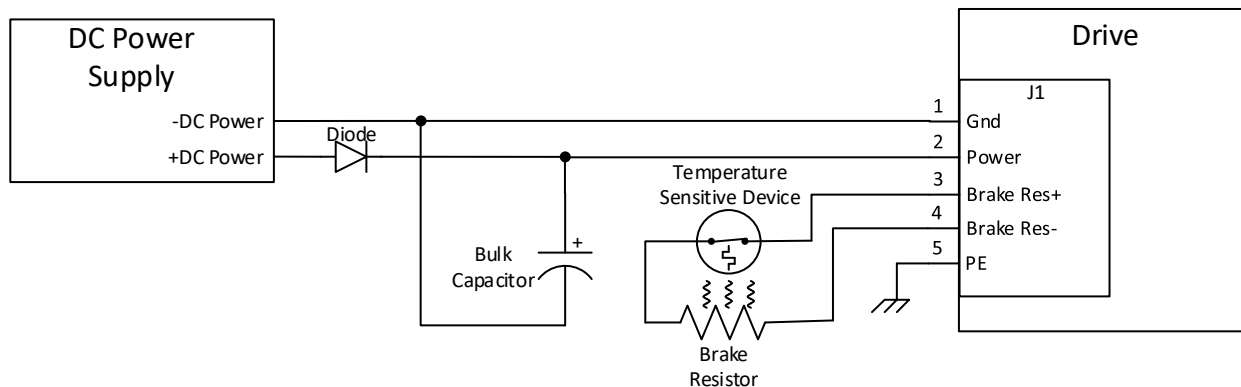 DC Power
Supply
-DC Power
+DC Power
Diode
Bulk
Capacitor
+
Temperature
Sensitive Device
Brake
Resistor
Drive
J1
1
Gnd
2
Power
3
Brake Res+
4
Brake Res-
5
PE